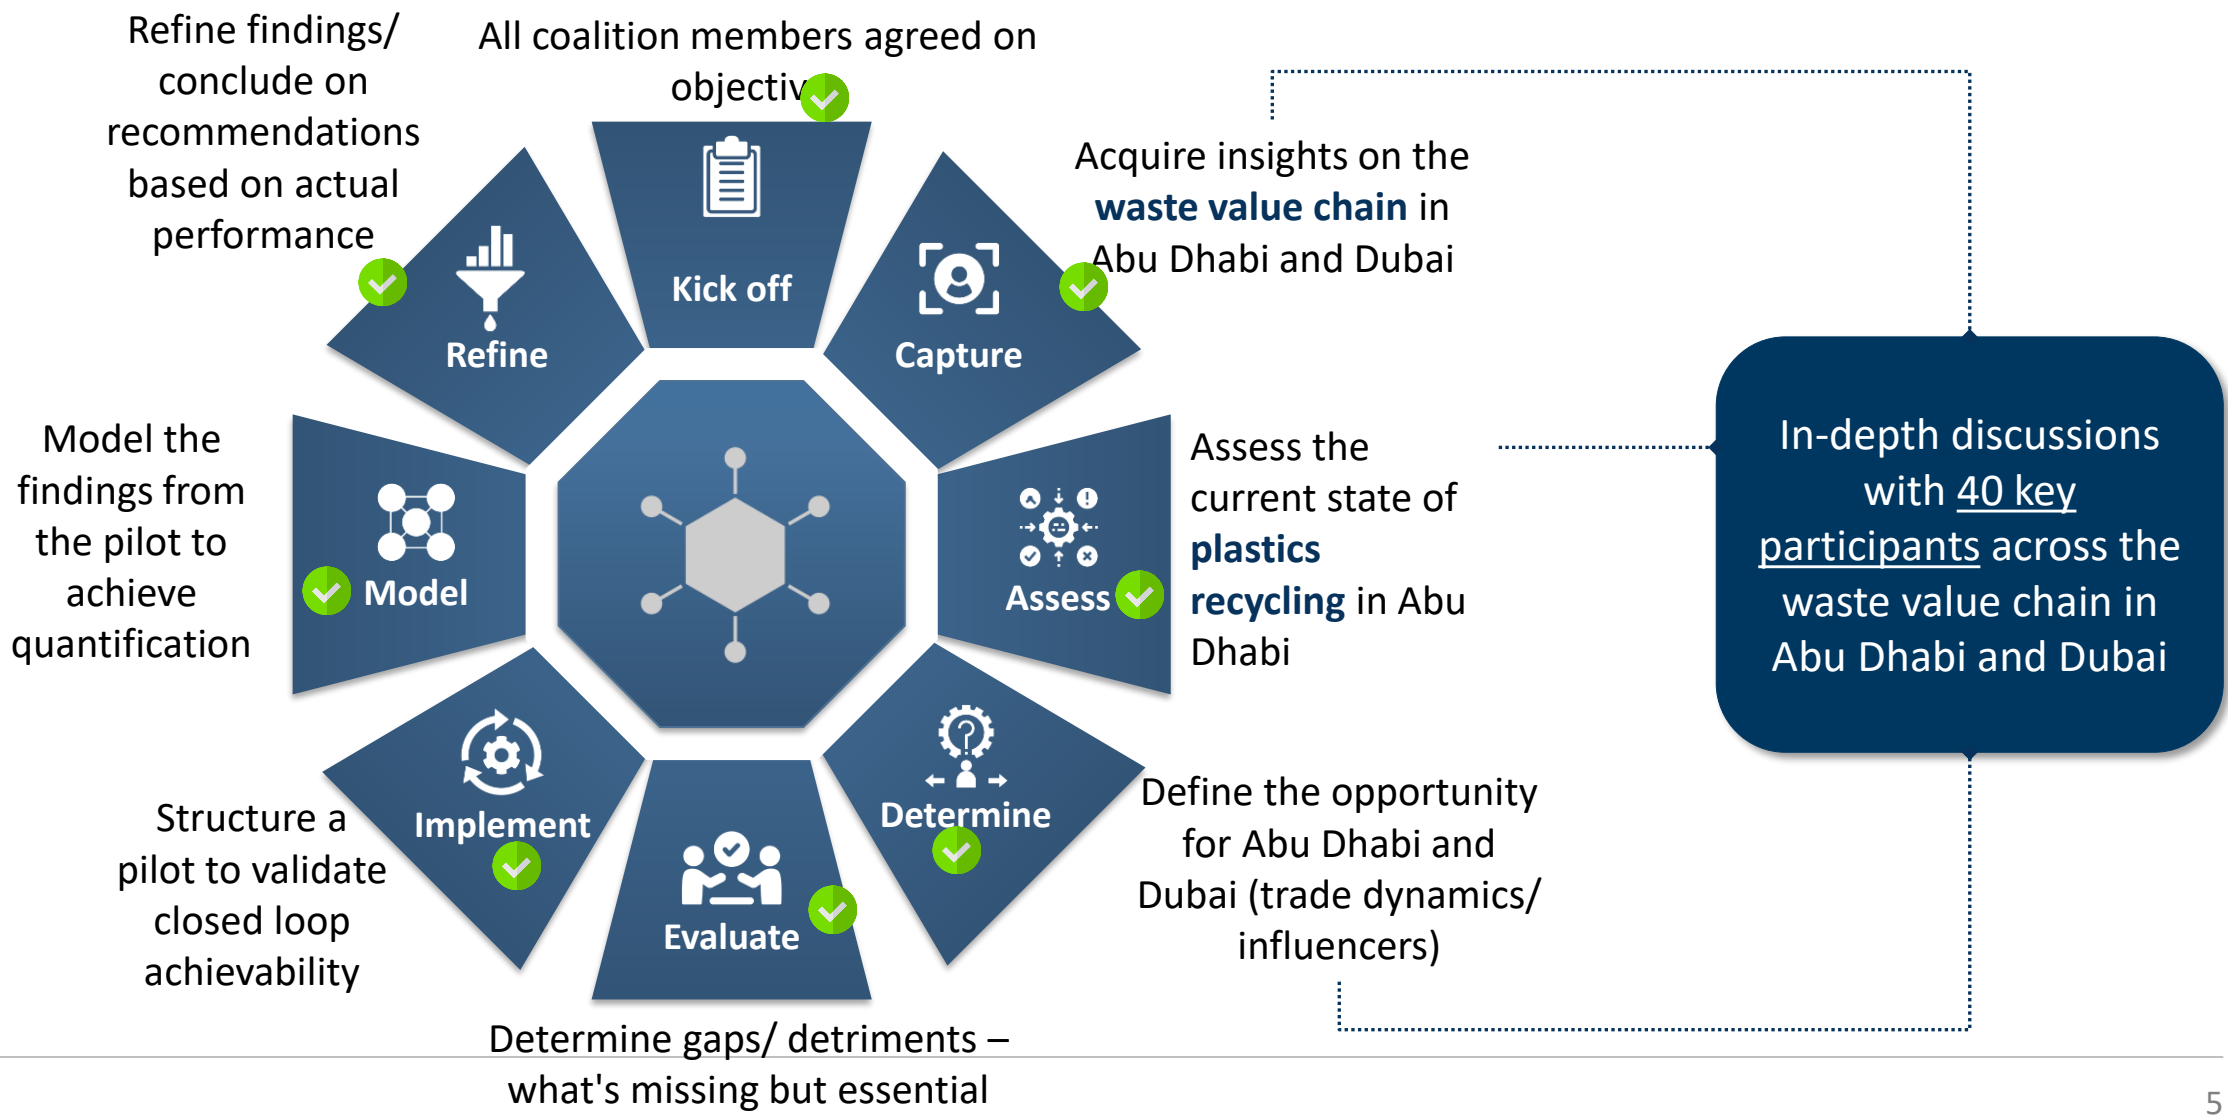 Refine findings/
conclude on
recommendations
based on actual
performance
All coalition members agreed on
objectiv
Acquire insights on the
waste value chain in
Abu Dhabi and Dubai
Kick off
Refine
Capture
Model the
findings from
the pilot to
achieve
quantification
Model
Assess
Assess the
current state of
plastics
recycling in Abu
Dhabi
In-depth discussions
with 40 key
participants across the
waste value chain in
Abu Dhabi and Dubai
Structure a
pilot to validate
closed loop
achievability
Implement
Evaluate
Determine
Define the opportunity
for Abu Dhabi and
Dubai (trade dynamics/
influencers)
Determine gaps/ detriments –
what's missing but essential
5